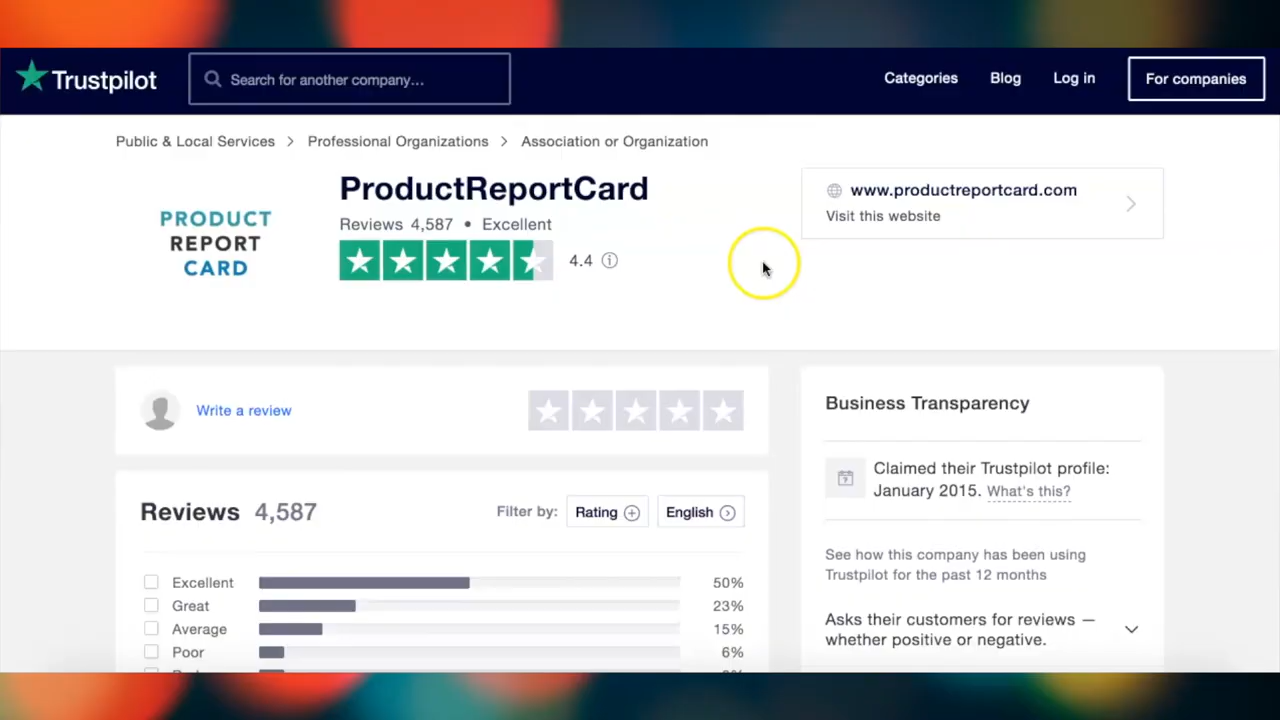 Trustpilot
Search for another company...
Categories
Blog
Log in
For companies
Public & Local Services > Professional Organizations > Association or Organization
PRODUCT
REPORT
CARD
ProductReportCard
Reviews 4,587 • Excellent
4.4
www.productreportcard.com
Visit this website
Write a review
Reviews 4,587
Filter by: Rating English
Excellent 50%
Great 23%
Average 15%
Poor 6%
Business Transparency
Claimed their Trustpilot profile:
January 2015. What's this?
See how this company has been using
Trustpilot for the past 12 months
Asks their customers for reviews —
whether positive or negative.